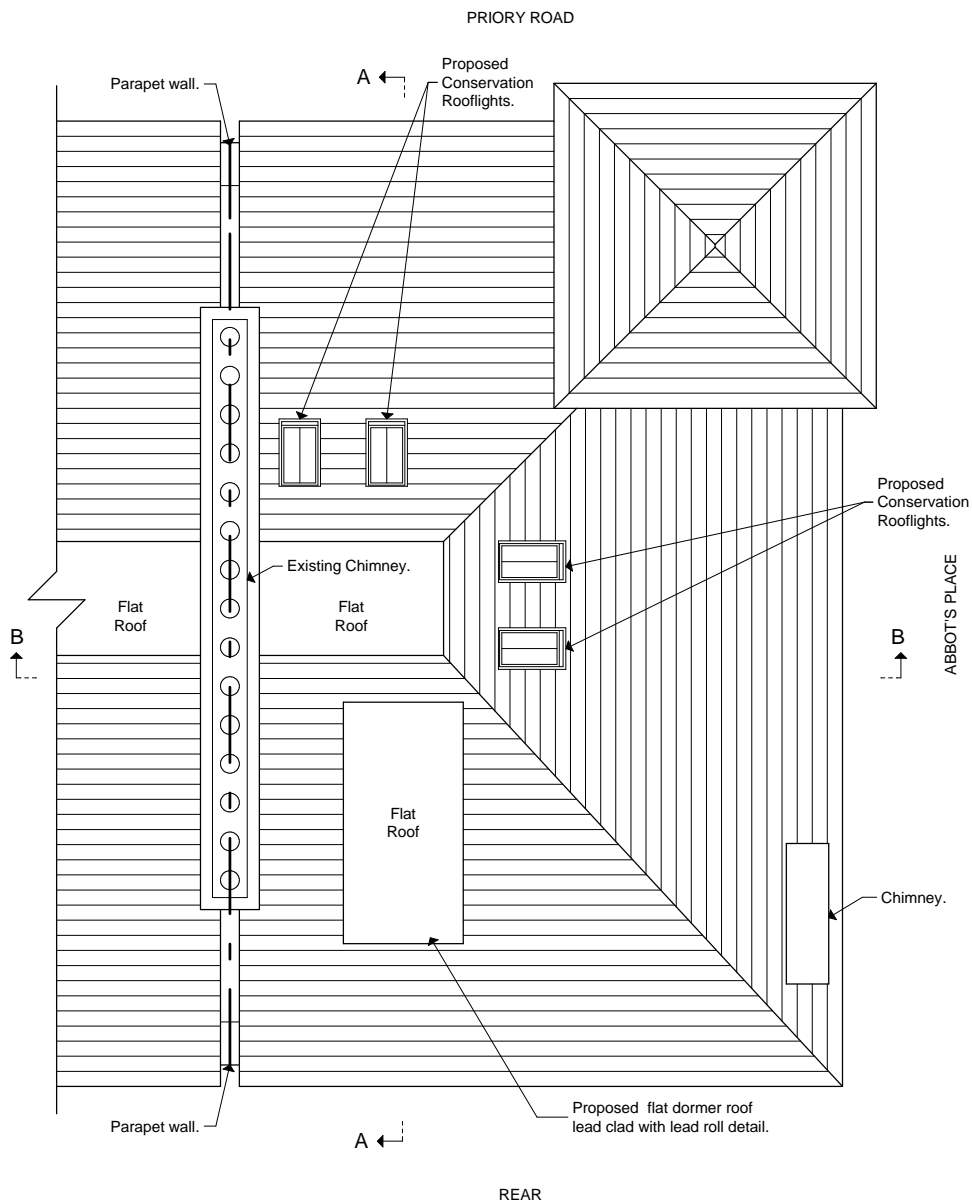 PRIORY ROAD
Parapet wall.
A
Proposed
Conservation
Rooflights.
Proposed
Conservation
Rooflights.
Existing Chimney.
Flat
Roof
Flat
Roof
B
B
ABBOT'S PLACE
Flat
Roof
Chimney.
Proposed flat dormer roof
lead clad with lead roll detail.
Parapet wall.
A
REAR